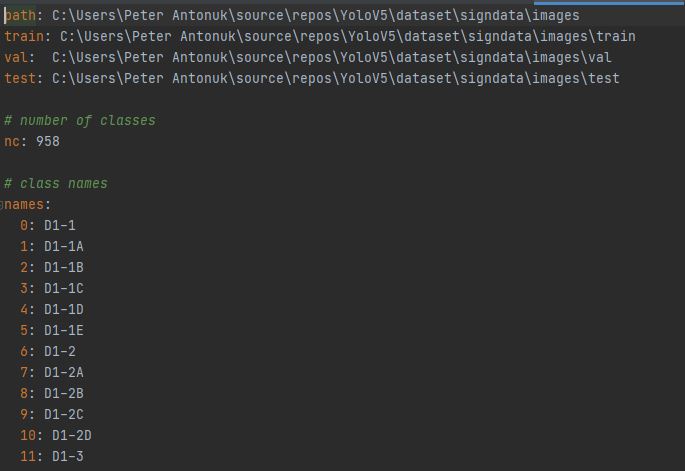 path: C:\Users\Peter Antonuk\source\repos\YoloV5\dataset\signdata\images
train: C:\Users\Peter Antonuk\source\repos\YoloV5\dataset\signdata\images\train
val:  C:\Users\Peter Antonuk\source\repos\YoloV5\dataset\signdata\images\val
test: C:\Users\Peter Antonuk\source\repos\YoloV5\dataset\signdata\images\test
# number of classes
nc: 958
# class names
names:
  0: D1-1
  1: D1-1A
  2: D1-1B
  3: D1-1C
  4: D1-1D
  5: D1-1E
  6: D1-2
  7: D1-2A
  8: D1-2B
  9: D1-2C
  10: D1-2D
  11: D1-3